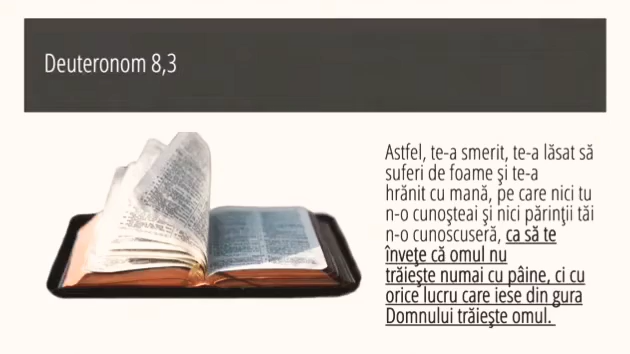 Deuteronom 8,3
Astfel, te-a smerit, te-a lăsat să
suferi de foame şi te-a
hrănit cu mană, pe care nici tu
n-o cunoşteai şi nici părinţii tăi
n-o cunoscuseră, ca să te
înveţe că omul nu
trăieşte numai cu pâine, ci cu
orice lucru care iese din gura
Domnului trăieşte omul.